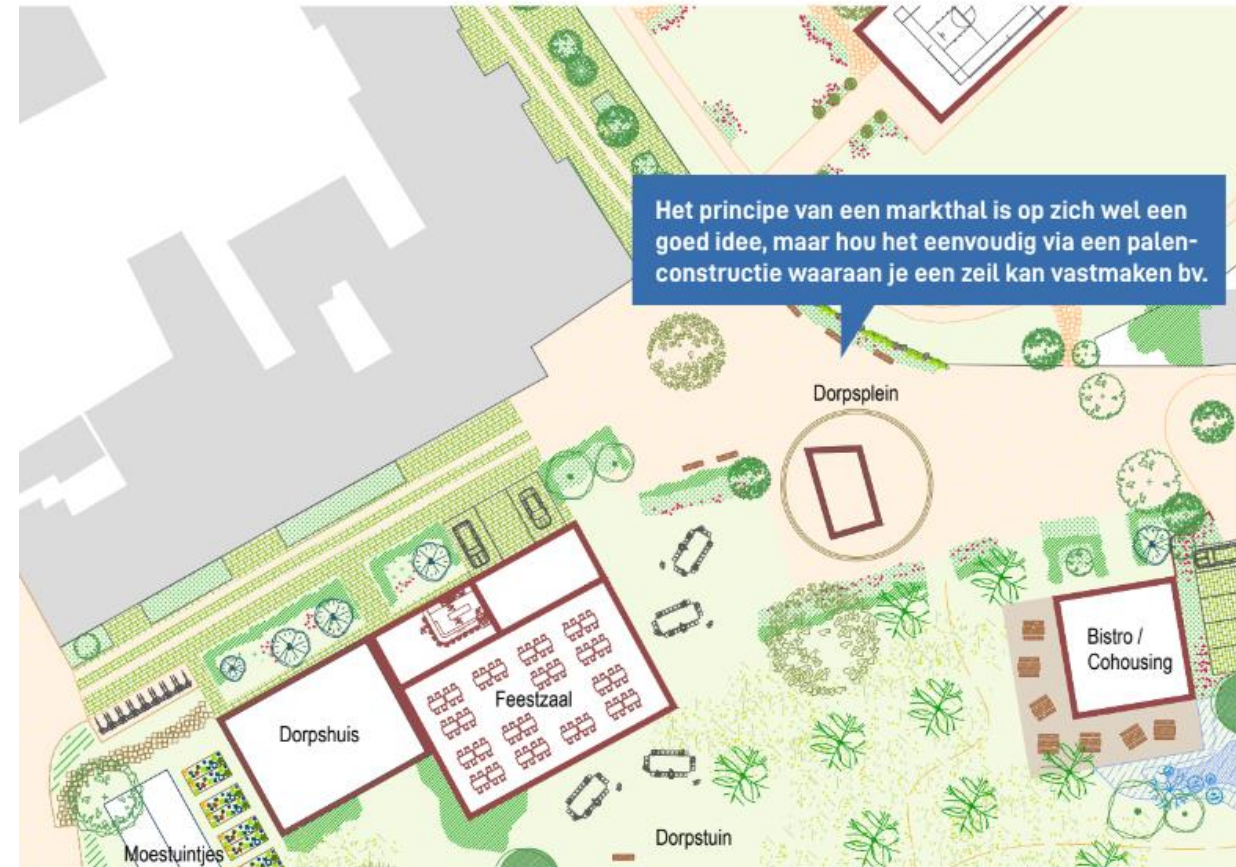 Het principe van een markthal is op zich wel een
goed idee, maar hou het eenvoudig via een palen-
constructie waaraan je een zeil kan vastmaken bv.
Dorpsplein
Bistro /
Cohousing
Feestzaal
Dorpshuis
Dorpstuin
Moestuintjes